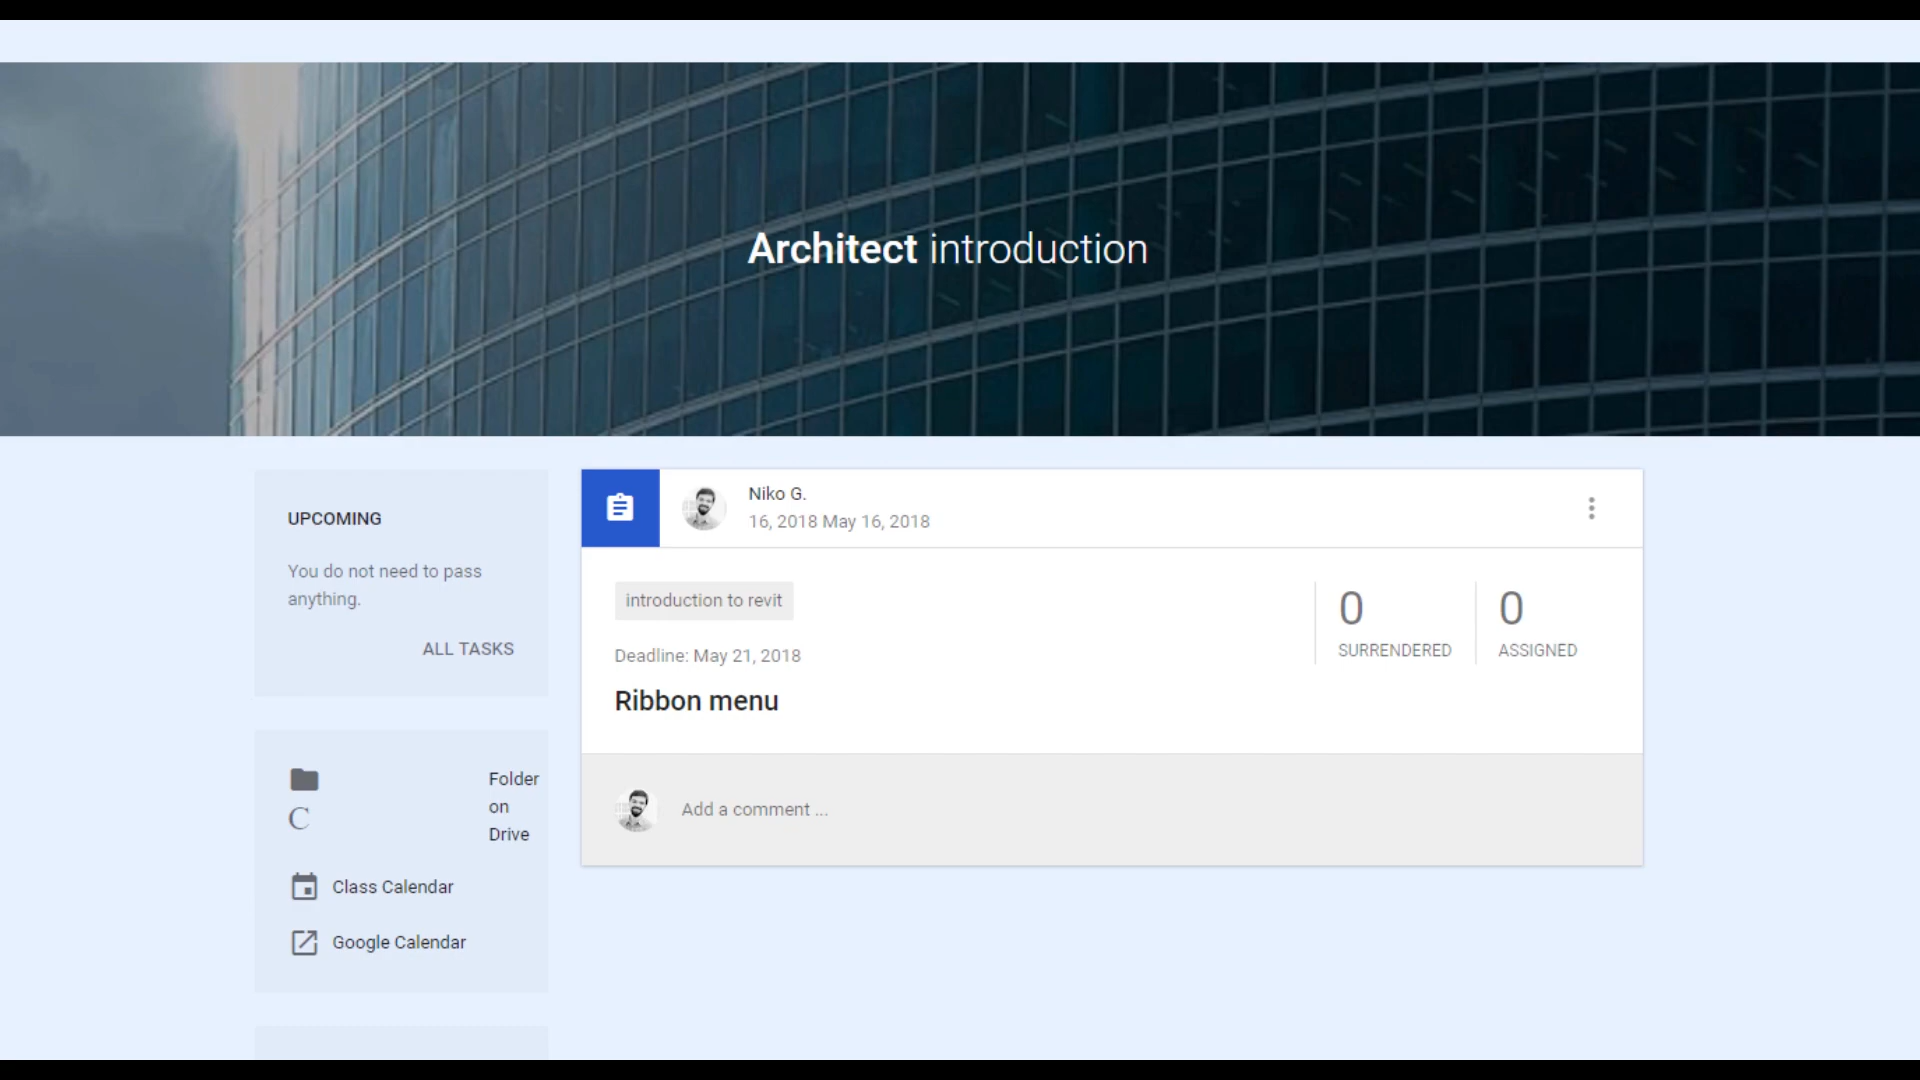 Architect introduction
UPCOMING
You do not need to pass
anything.
ALL TASKS
Folder
on
Drive
C
Class Calendar
Google Calendar
Niko G.
16, 2018 May 16, 2018
introduction to revit
Deadline: May 21, 2018
Ribbon menu
0
SURRENDERED
0
ASSIGNED
Add a comment ...